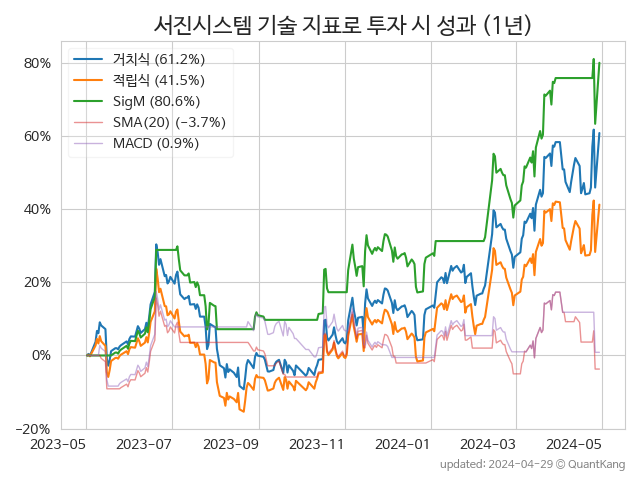 서진시스템 기술 지표로 투자 시 성과 (1년)
거치식 (61.2%)
적립식 (41.5%)
SigM (80.6%)
SMA(20) (−3.7%)
MACD (0.9%)
80%
60%
40%
20%
0%
−20%
2023-05 2023-07 2023-09 2023-11 2024-01 2024-03 2024-05
updated: 2024-04-29 © QuantKang